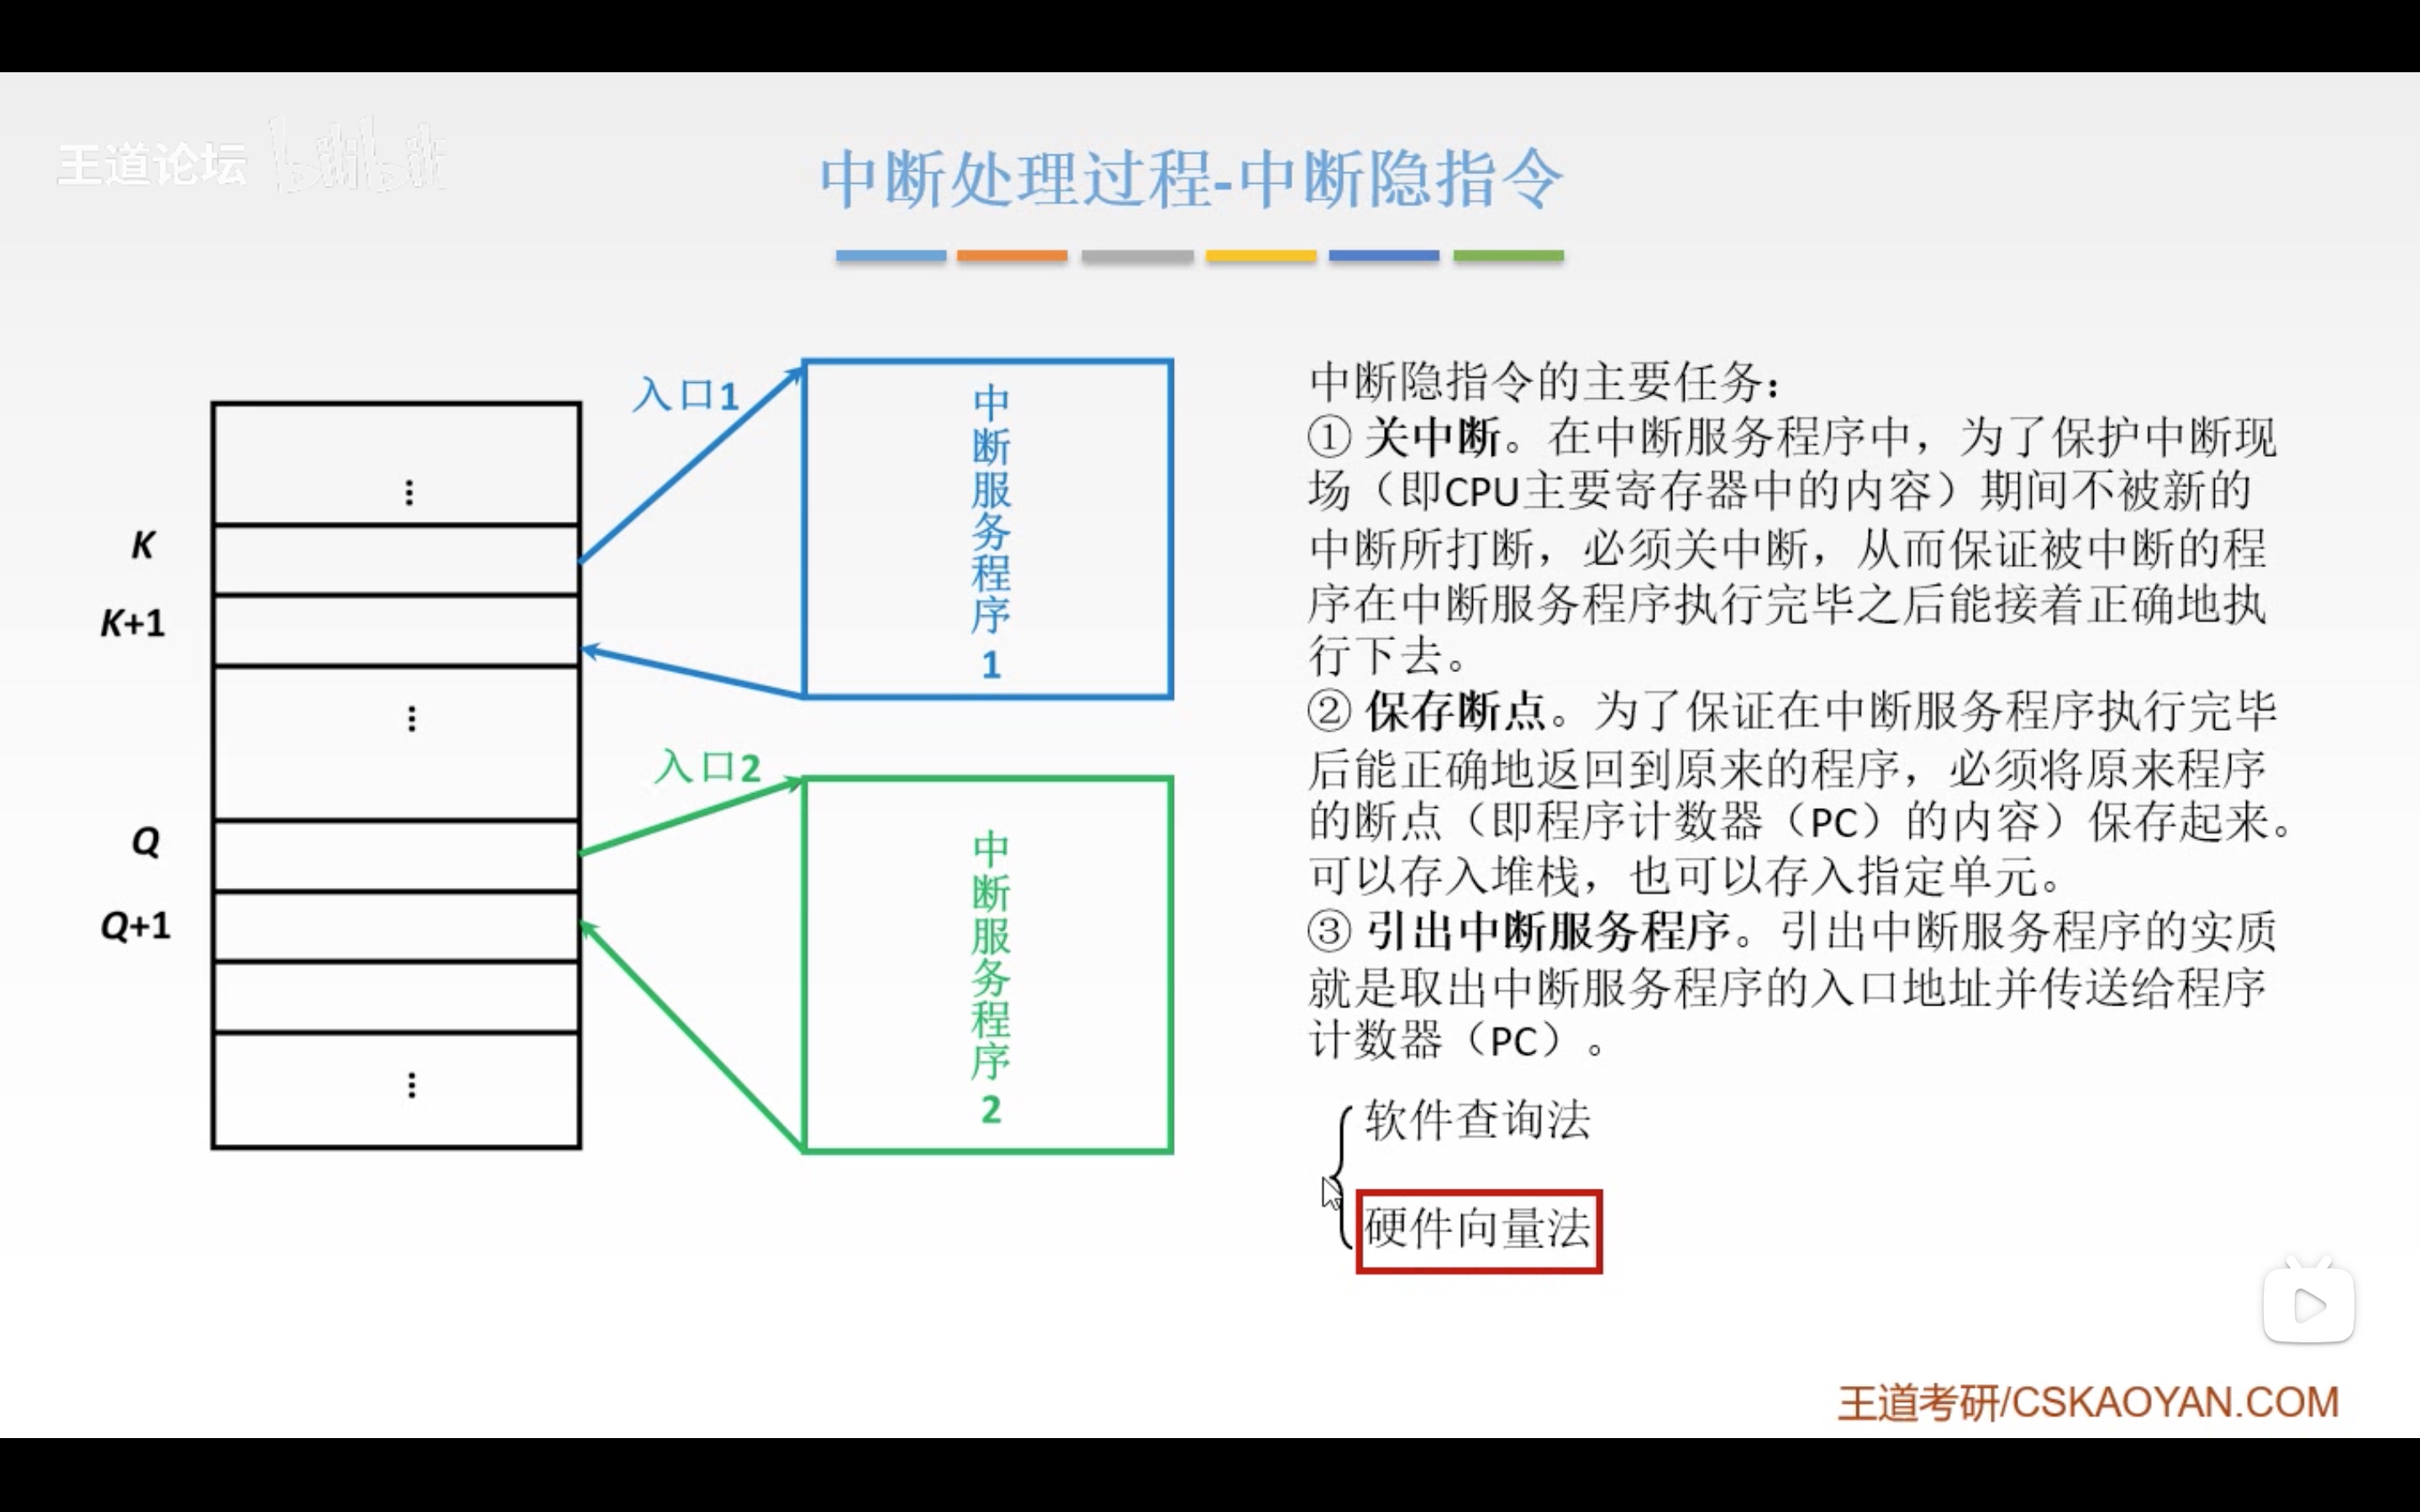 王道论坛 bilibili
中断处理过程-中断隐指令
入口1
中断服务程序1
K
K+1
入口2
中断服务程序2
Q
Q+1
中断隐指令的主要任务：
① 关中断。在中断服务程序中，为了保护中断现
场（即CPU主要寄存器中的内容）期间不被新的
中断所打断，必须关中断，从而保证被中断的程
序在中断服务程序执行完毕之后能接着正确地执
行下去。
② 保存断点。为了保证在中断服务程序执行完毕
后能正确地返回到原来的程序，必须将原来程序
的断点（即程序计数器（PC）的内容）保存起来。
可以存入堆栈，也可以存入指定单元。
③ 引出中断服务程序。引出中断服务程序的实质
就是取出中断服务程序的入口地址并传送给程序
计数器（PC）。
软件查询法
硬件向量法
王道考研/CSKAOYAN.COM